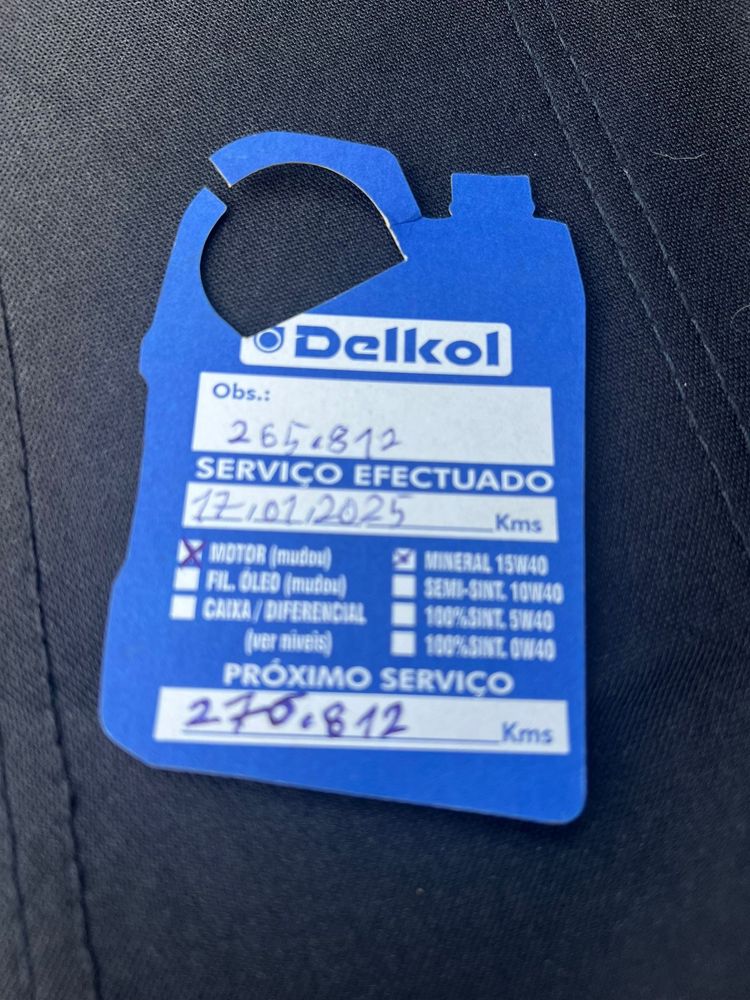 Delkol
Obs.:
265.812
SERVIÇO EFECTUADO
17.01.2025 Kms
MOTOR (mudou) MINERAL 15W40
FIL. ÓLEO (mudou) SEMI-SINT. 10W40
CAIXA / DIFERENCIAL 100%SINT. 5W40
(ver niveis) 100%SINT. 0W40
PRÓXIMO SERVIÇO
270.812 Kms